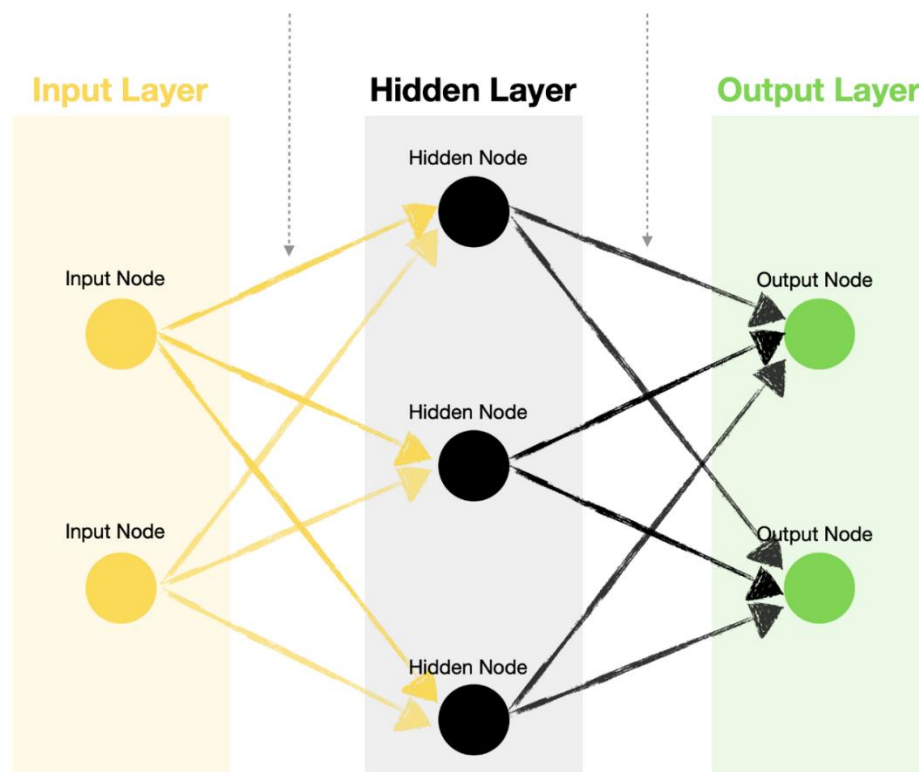 Input Layer
Hidden Layer
Output Layer
Hidden Node
Input Node
Output Node
Hidden Node
Input Node
Output Node
Hidden Node